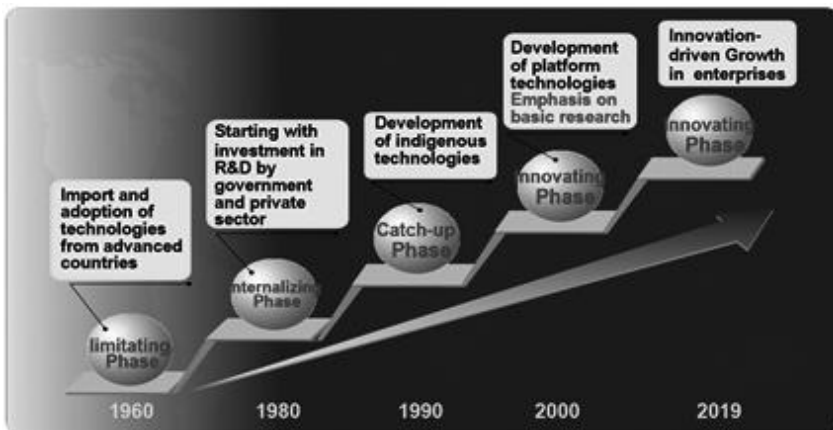 Import and
adoption of
technologies
from advanced
countries
limitating
Phase
1960
Starting with
investment in
R&D by
government
and private
sector
nternalizing
Phase
1980
Development
of indigenous
technologies
Catch-up
Phase
1990
Development
of platform
technologies
Emphasis on
basic research
nnovating
Phase
2000
Innovation-
driven Growth
in enterprises
nnovating
Phase
2019